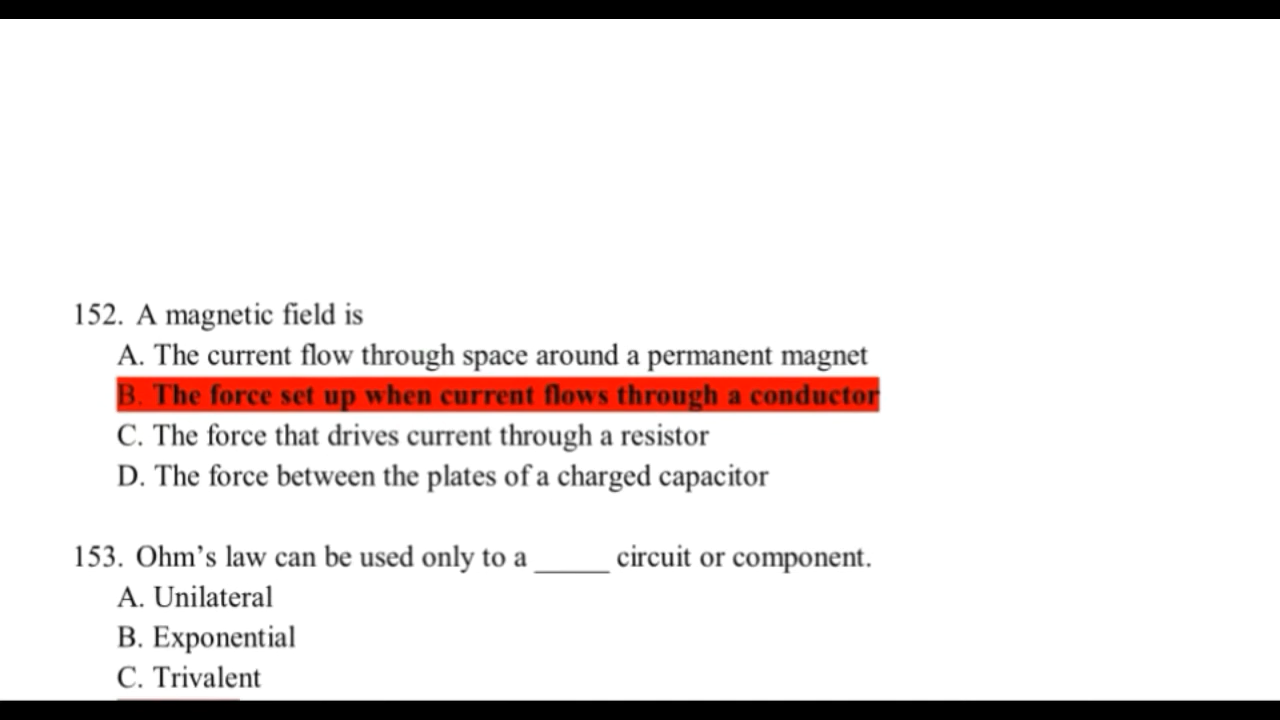 152. A magnetic field is
A. The current flow through space around a permanent magnet
B. The force set up when current flows through a conductor
C. The force that drives current through a resistor
D. The force between the plates of a charged capacitor
153. Ohm’s law can be used only to a _____ circuit or component.
A. Unilateral
B. Exponential
C. Trivalent